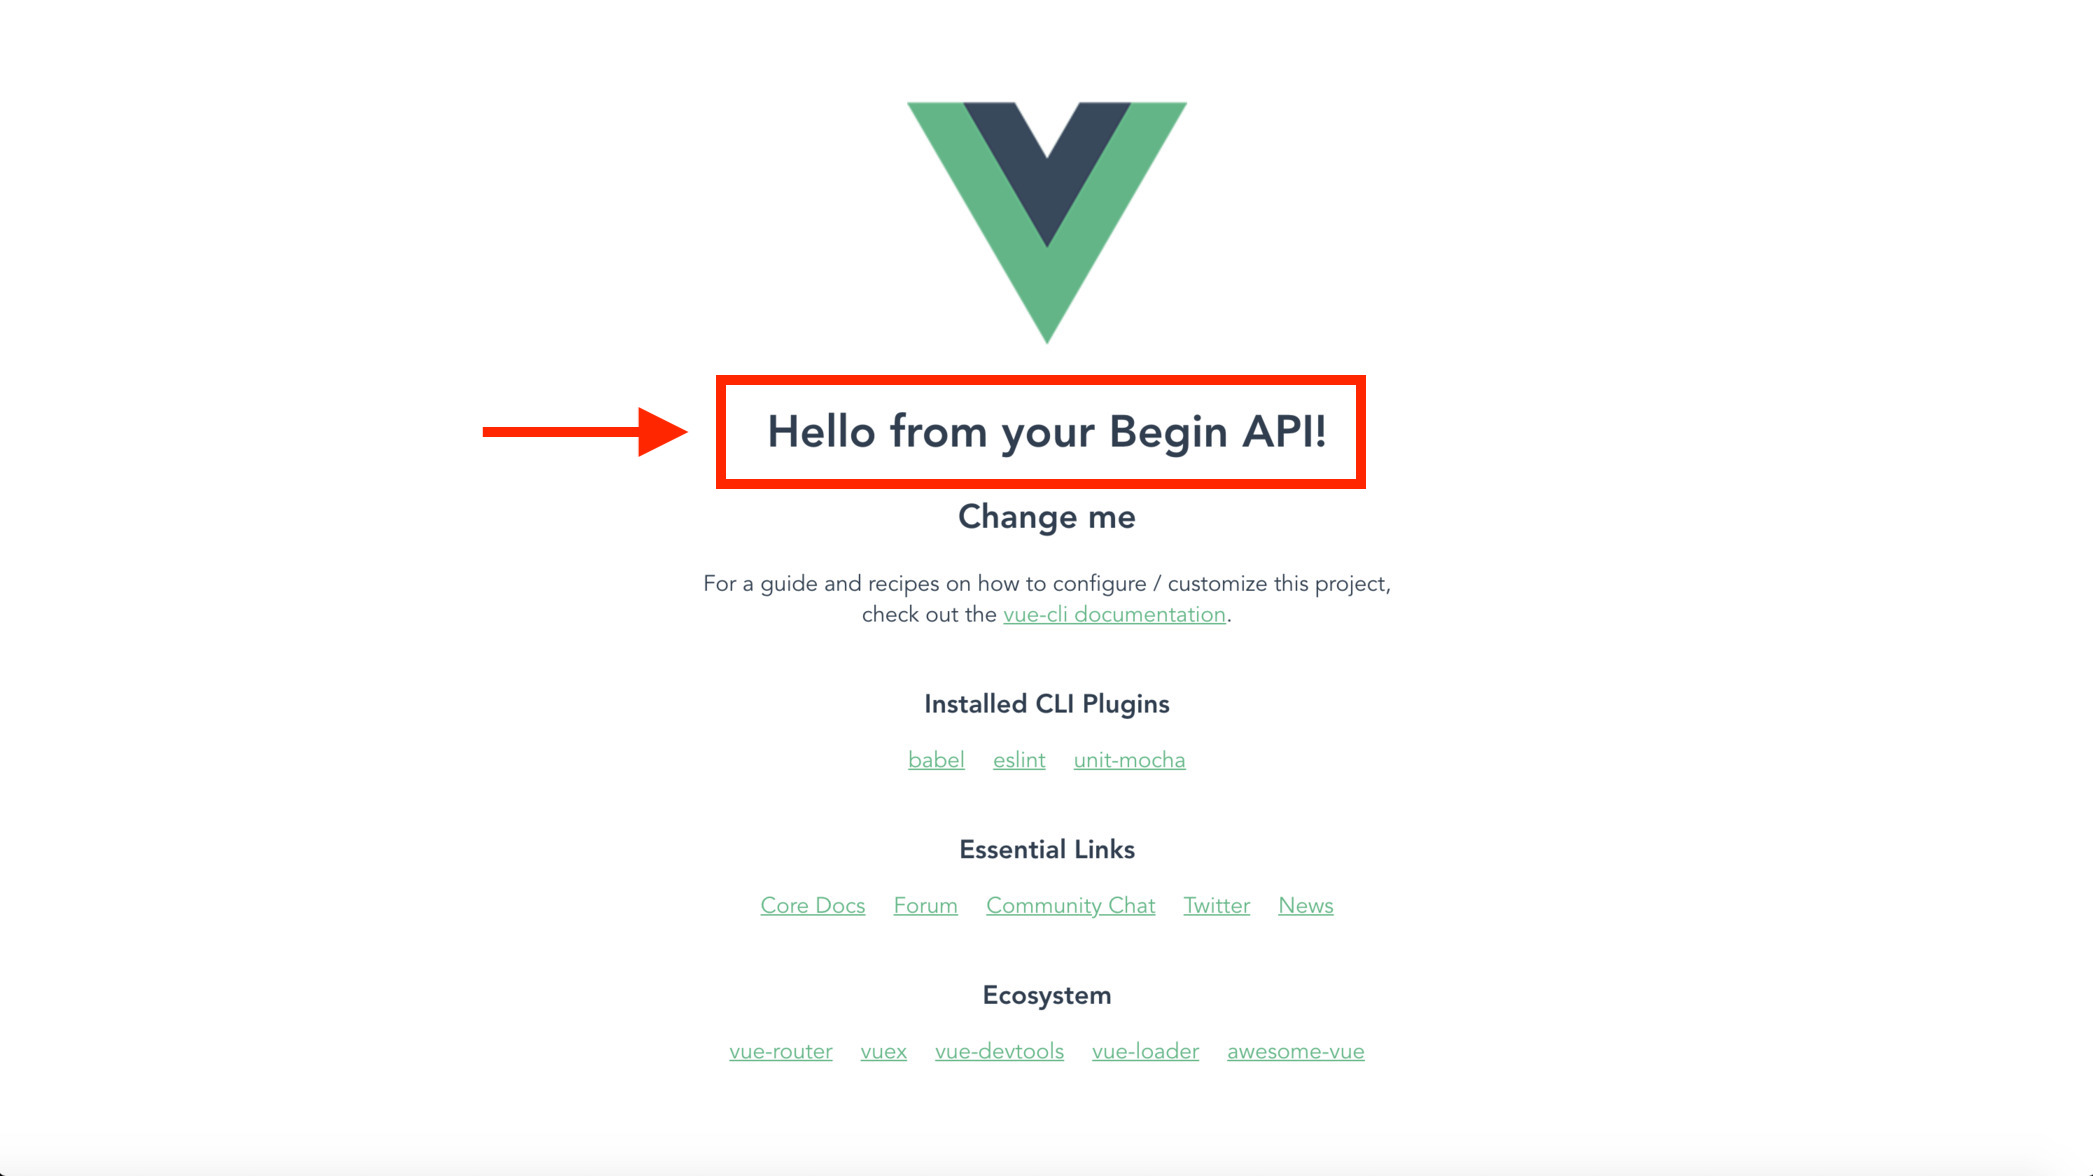 Hello from your Begin API!
Change me
For a guide and recipes on how to configure / customize this project,
check out the vue-cli documentation.
Installed CLI Plugins
babel eslint unit-mocha
Essential Links
Core Docs Forum Community Chat Twitter News
Ecosystem
vue-router vuex vue-devtools vue-loader awesome-vue